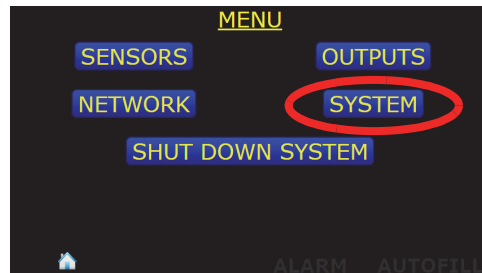 MENU
SENSORS OUTPUTS
NETWORK SYSTEM
SHUT DOWN SYSTEM
ALARM AUTOFILL